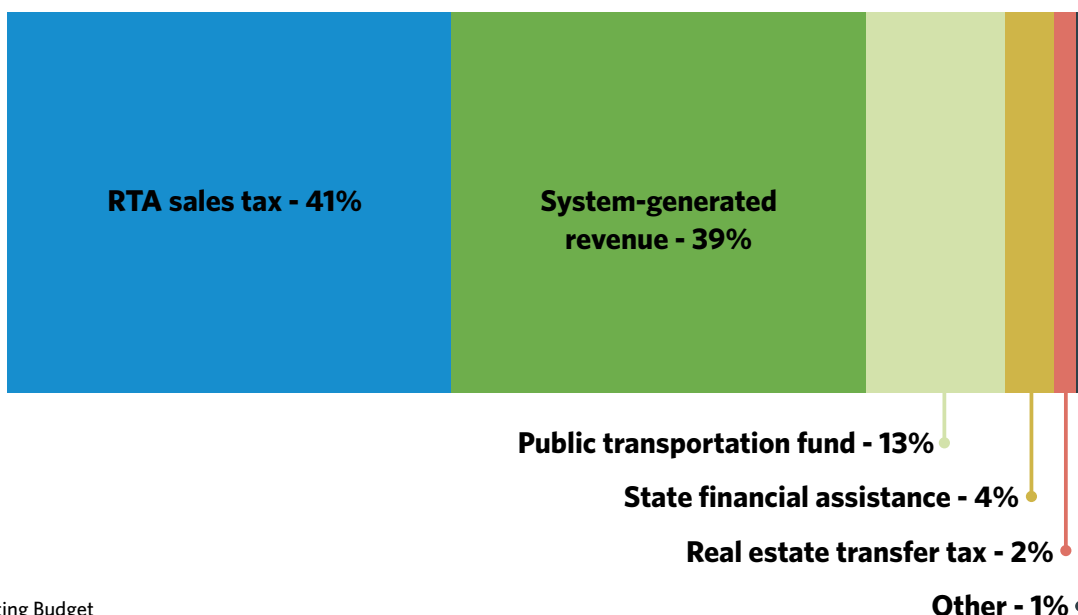 RTA sales tax - 41%
System-generated
revenue - 39%
Public transportation fund - 13%
State financial assistance - 4%
Real estate transfer tax - 2%
Other - 1%
Budget